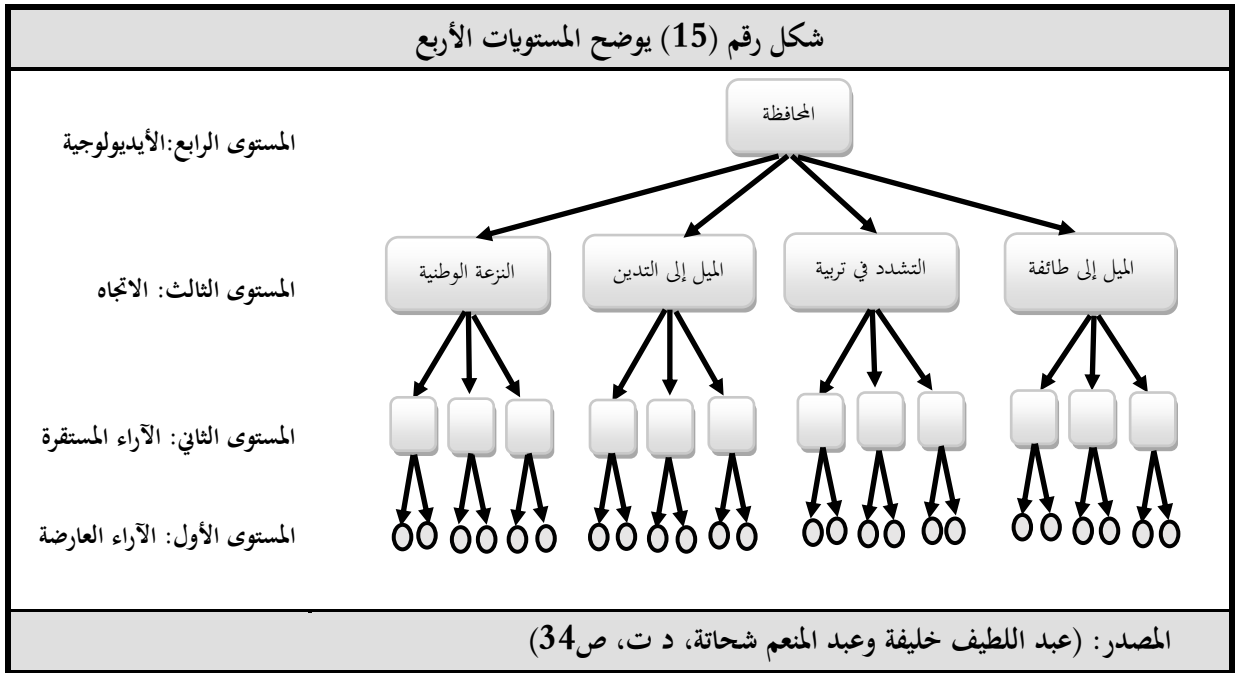 شكل رقم (15) يوضح المستويات الأربع
المحافظة
المستوى الرابع:الأيديولوجية
الميل إلى طائفة
التشدد في تربية
الميل إلى التدين
النزعة الوطنية
المستوى الثالث: الاتجاه
المستوى الثاني: الآراء المستقرة
المستوى الأول: الآراء العارضة
المصدر: (عبد اللطيف خليفة وعبد المنعم شحاتة، د ت، ص34)